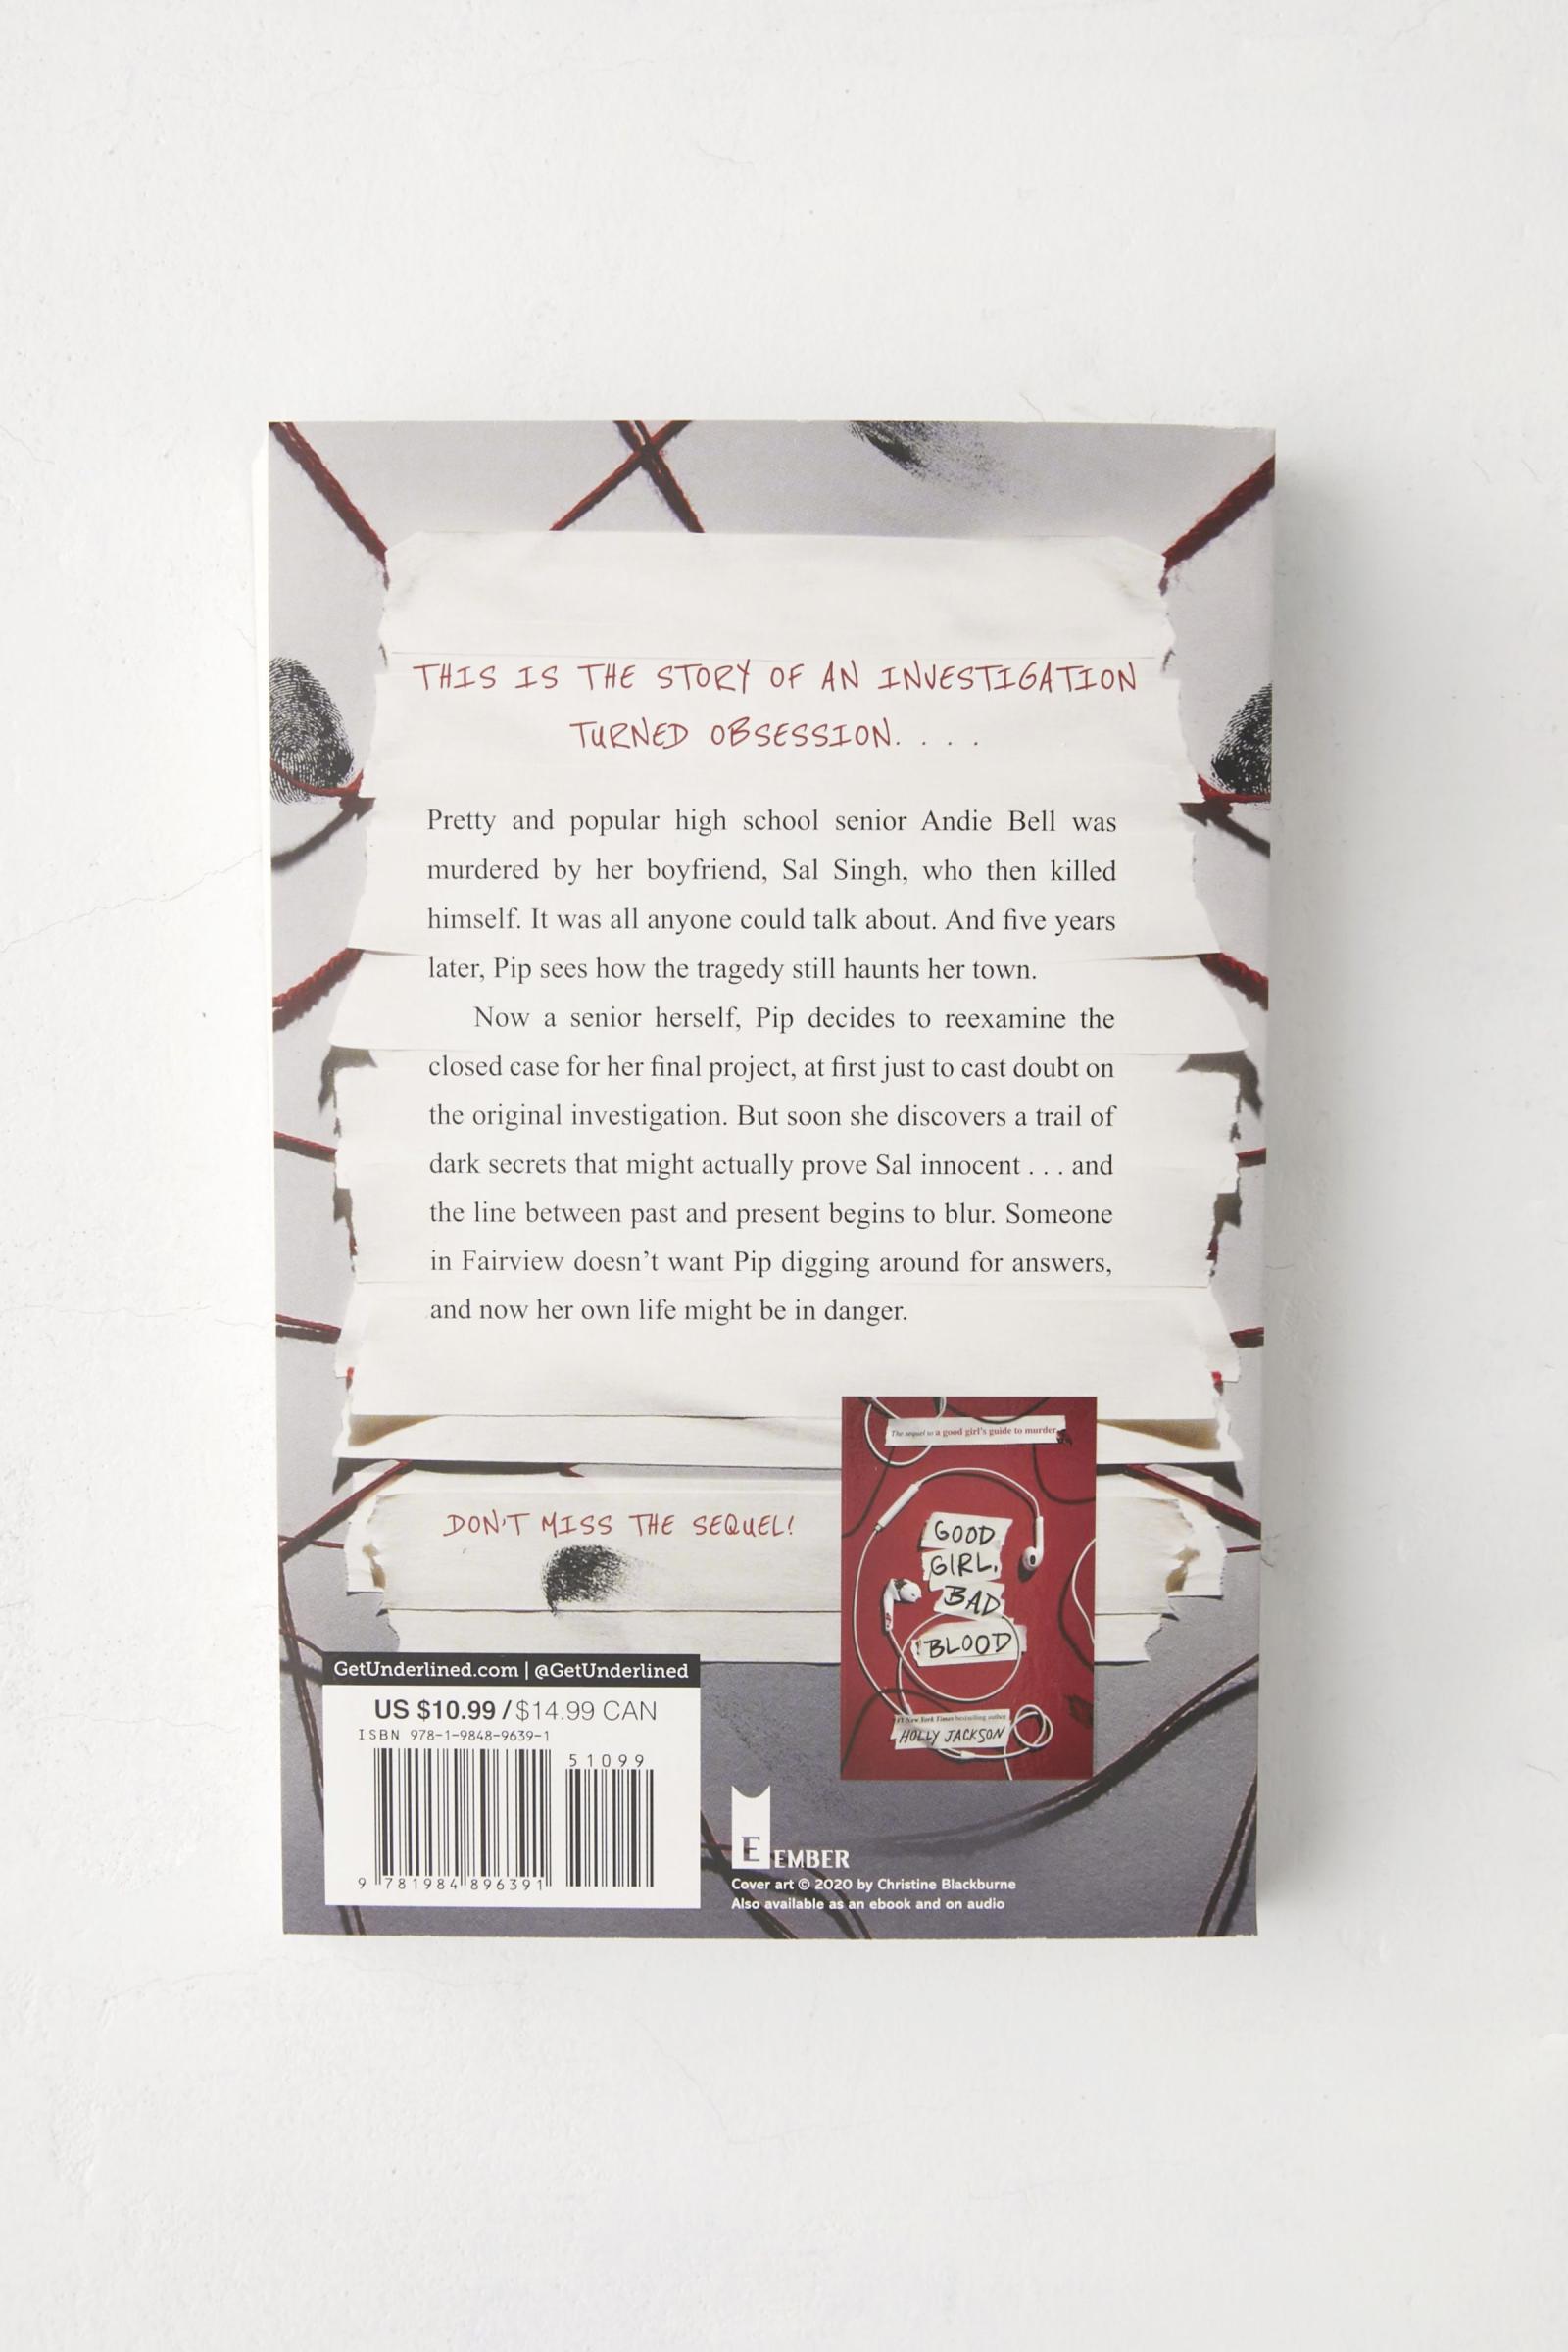 THIS IS THE STORY OF AN INVESTIGATION
TURNED OBSESSION. . . .
Pretty and popular high school senior Andie Bell was
murdered by her boyfriend, Sal Singh, who then killed
himself. It was all anyone could talk about. And five years
later, Pip sees how the tragedy still haunts her town.
Now a senior herself, Pip decides to reexamine the
closed case for her final project, at first just to cast doubt on
the original investigation. But soon she discovers a trail of
dark secrets that might actually prove Sal innocent . . . and
the line between past and present begins to blur. Someone
in Fairview doesn’t want Pip digging around for answers,
and now her own life might be in danger.
DON'T MISS THE SEQUEL!
The sequel to a good girl's guide to murder
GOOD
GIRL,
BAD
BLOOD
#1 New York Times bestselling author
HOLLY JACKSON
GetUnderlined.com | @GetUnderlined
US $10.99 / $14.99 CAN
ISBN 978-1-9848-9639-1
51099
9 781984 896391
E EMBER
Cover art © 2020 by Christine Blackburne
Also available as an ebook and on audio